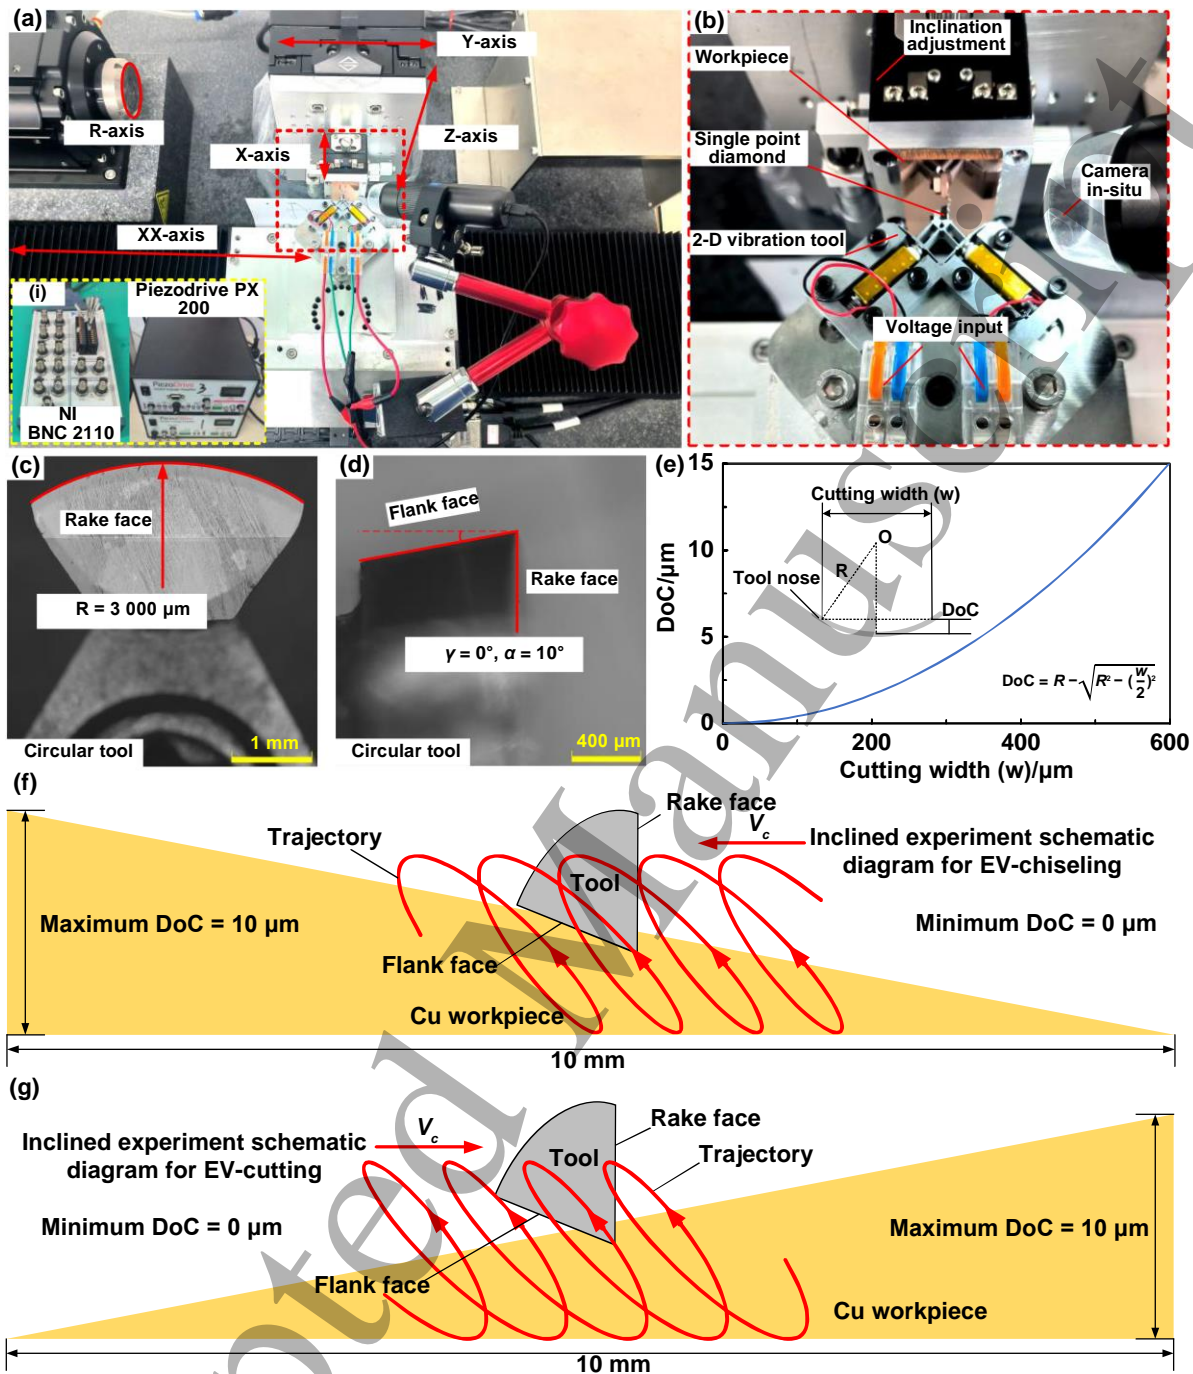 (a)
Y-axis
R-axis
X-axis
Z-axis
XX-axis
(i)
Piezodrive PX
200
PiezoDrive
3
NI
BNC 2110
(b)
Inclination
adjustment
Workpiece
Single point
diamond
Camera
in-situ
2-D vibration tool
Voltage input
(c)
Rake face
R = 3 000 μm
Circular tool
1 mm
(d)
Flank face
Rake face
γ = 0°, α = 10°
Circular tool
400 μm
(e)
15
10
5
0
DoC/μm
Cutting width (w)
O
R
Tool nose
DoC
DoC = R − √R² − (w/2)²
0
200
400
600
Cutting width (w)/μm
(f)
Rake face
Trajectory
V_c
Inclined experiment schematic
diagram for EV-chiseling
Tool
Maximum DoC = 10 μm
Minimum DoC = 0 μm
Flank face
Cu workpiece
10 mm
(g)
V_c
Rake face
Inclined experiment schematic
diagram for EV-cutting
Tool
Trajectory
Minimum DoC = 0 μm
Maximum DoC = 10 μm
Flank face
Cu workpiece
10 mm
pted Manuscript